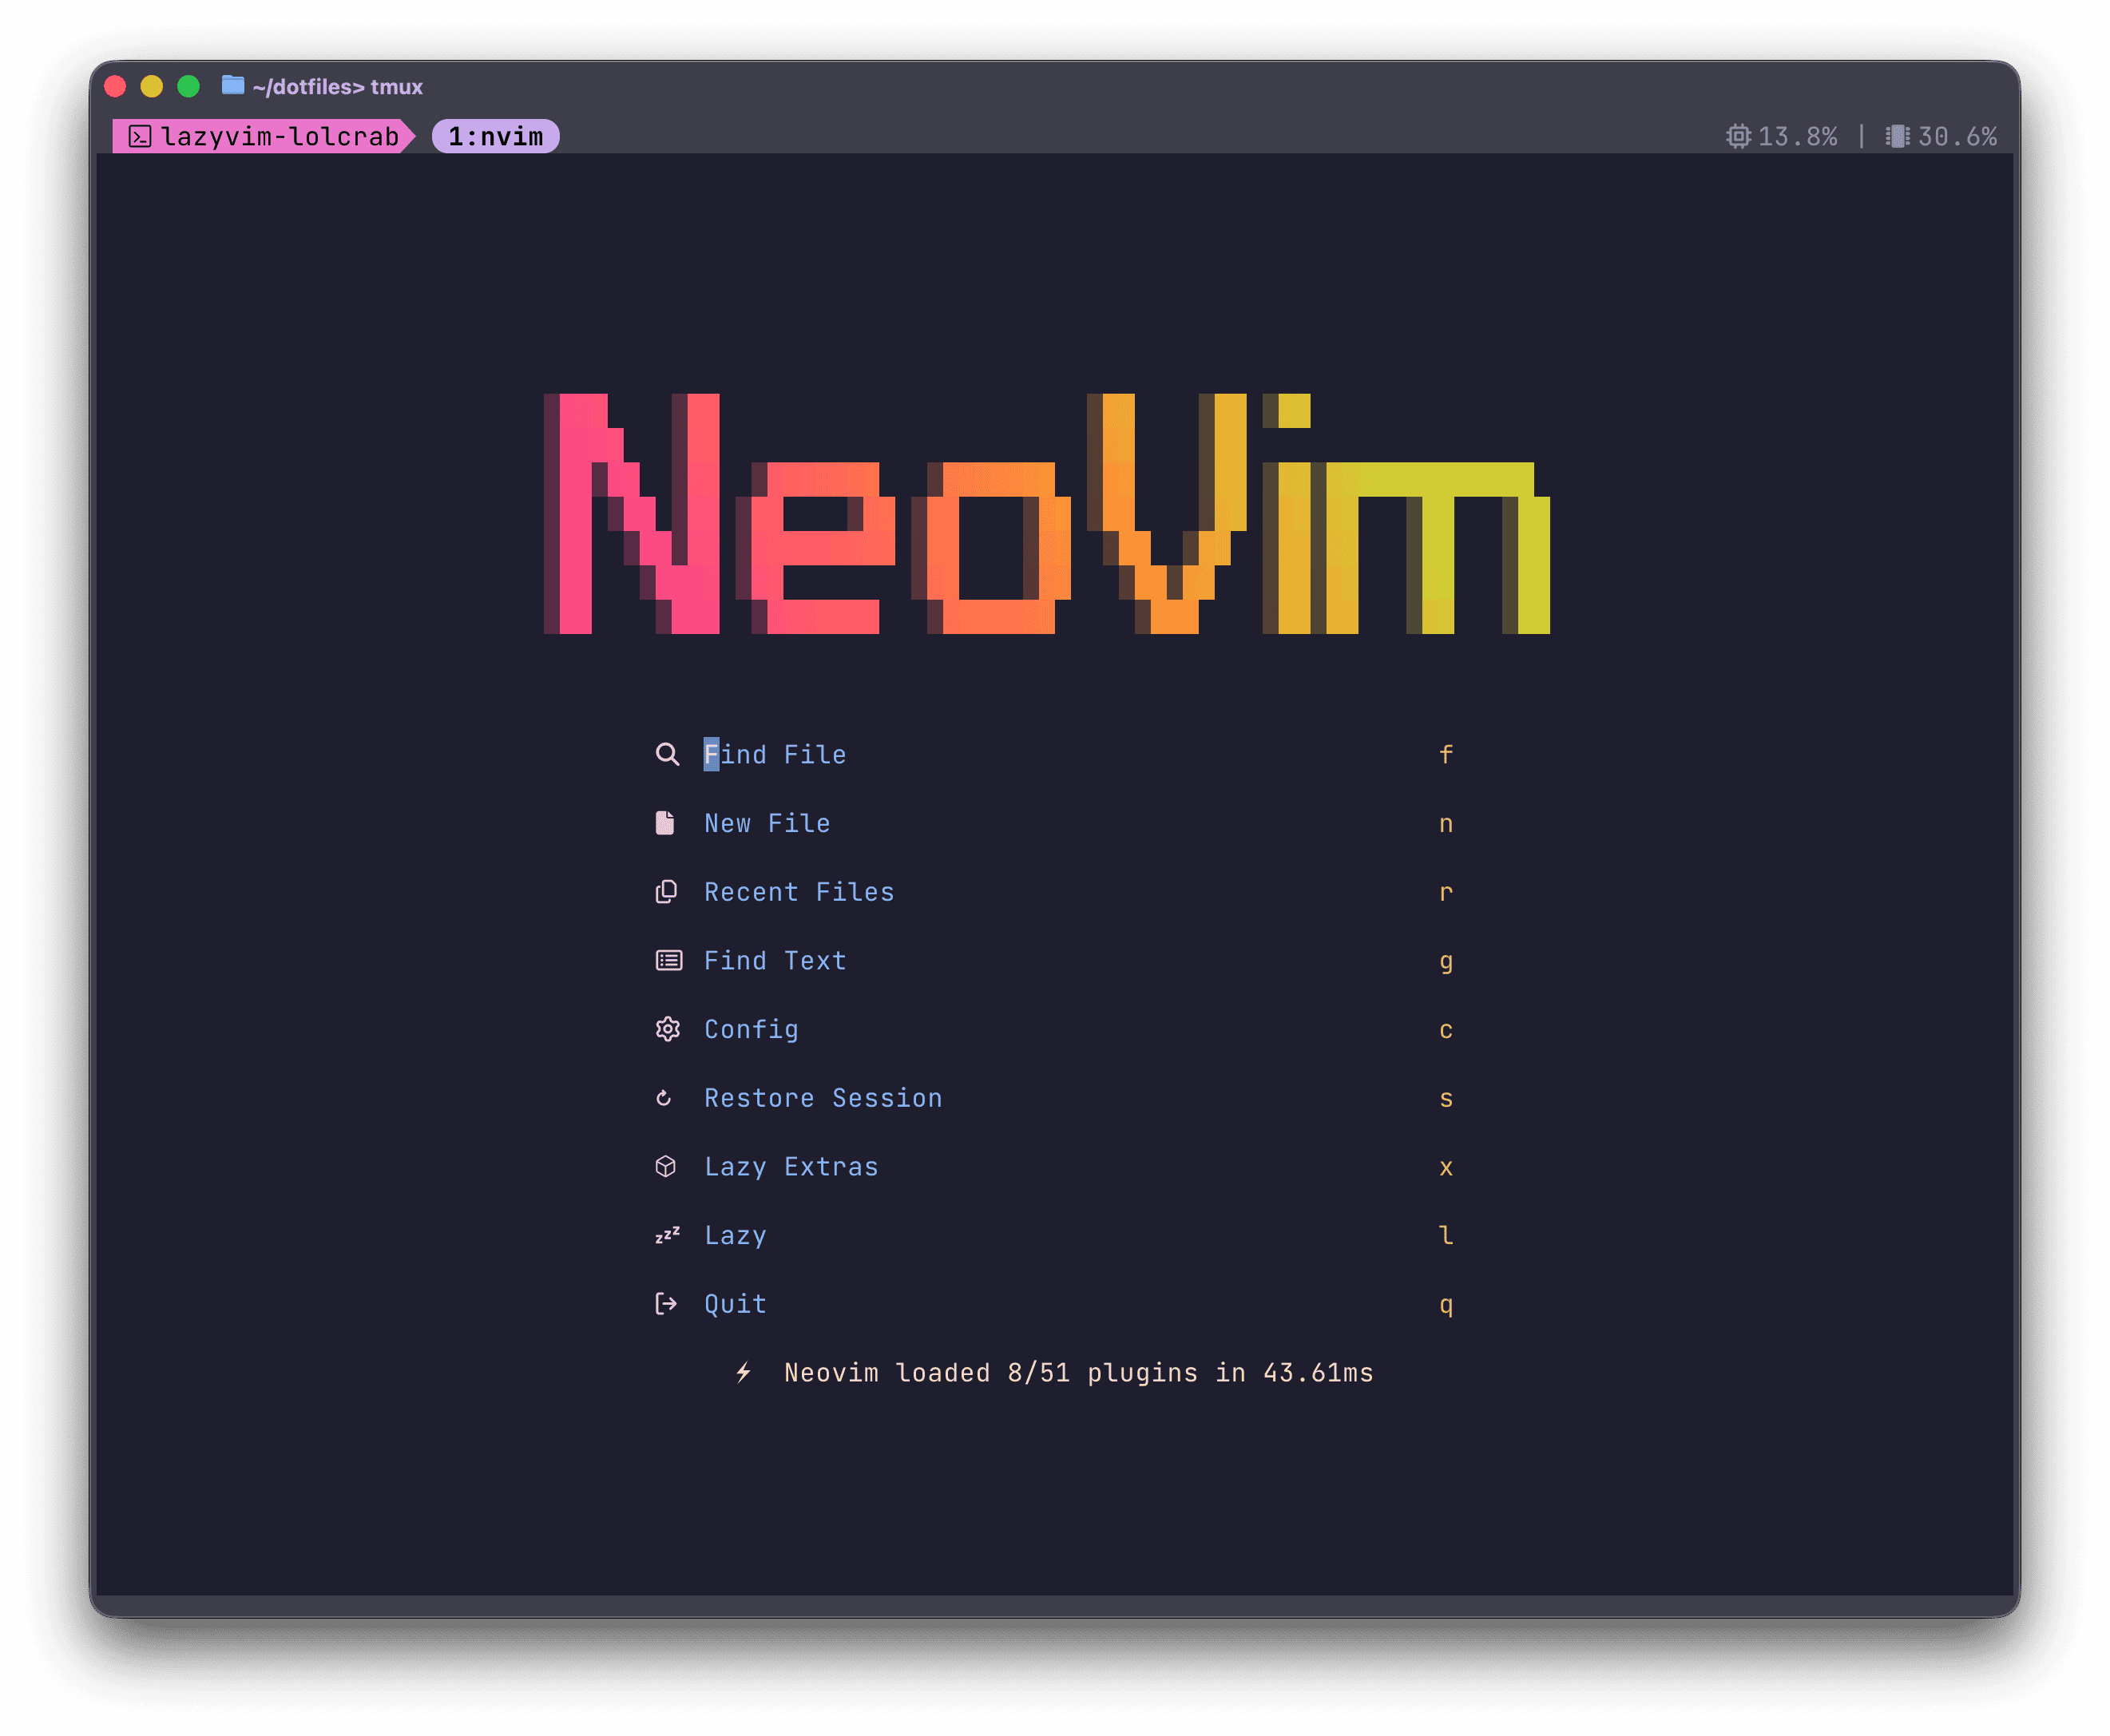 ~/dotfiles> tmux
lazyvim-lolcrab 1:nvim 13.8% | 30.6%
NeoVim
Find File f
New File n
Recent Files r
Find Text g
Config c
Restore Session s
Lazy Extras x
zzz Lazy l
Quit q
Neovim loaded 8/51 plugins in 43.61ms